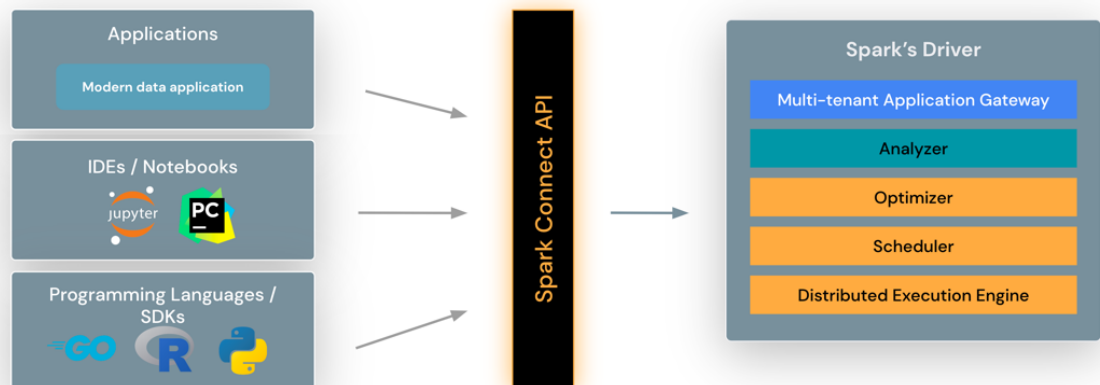 Applications
Modern data application
IDEs / Notebooks
jupyter
PC
Programming Languages /
SDKs
GO
R
Spark Connect API
Spark's Driver
Multi-tenant Application Gateway
Analyzer
Optimizer
Scheduler
Distributed Execution Engine